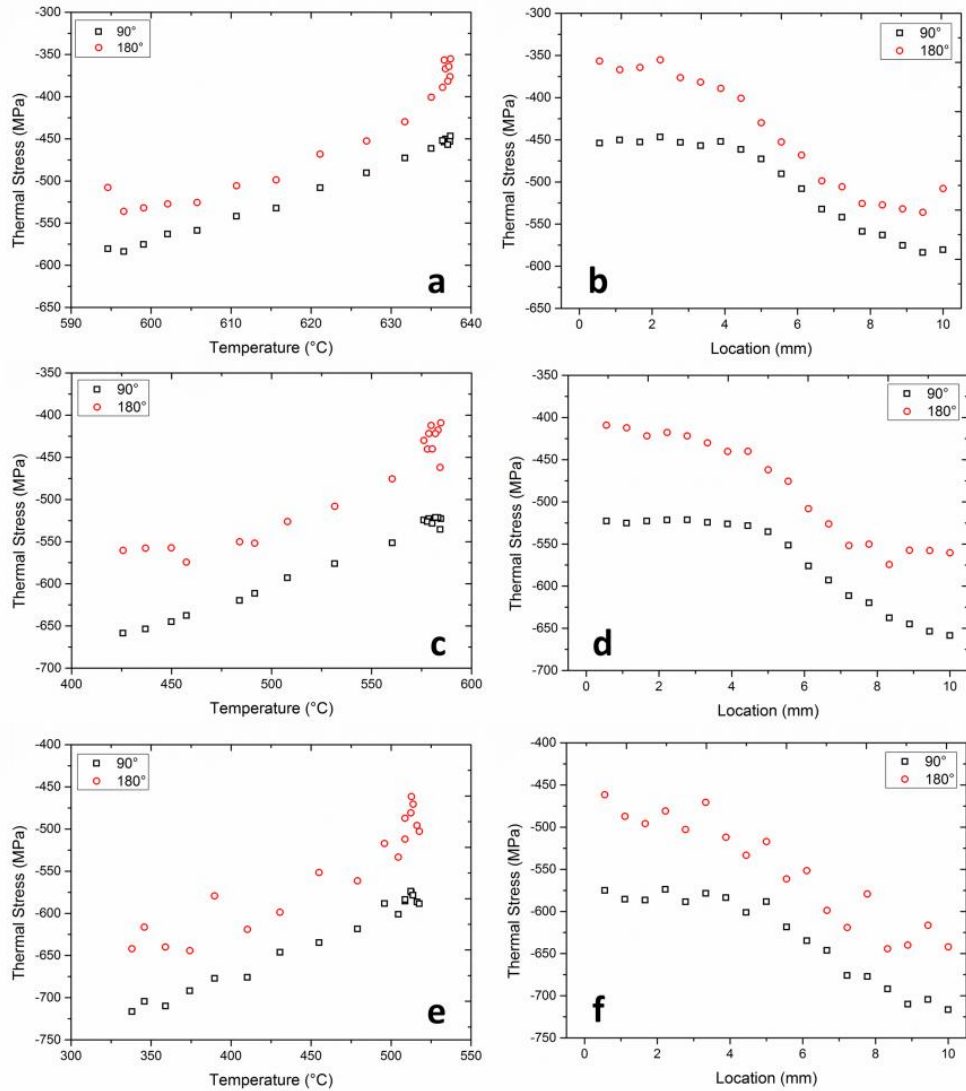 -300
-350
-400
-450
-500
-550
-600
-650
Thermal Stress (MPa)
90°
180°
a
590 600 610 620 630 640
Temperature (°C)
-300
-350
-400
-450
-500
-550
-600
-650
Thermal Stress (MPa)
90°
180°
b
0 2 4 6 8 10
Location (mm)
-350
-400
-450
-500
-550
-600
-650
-700
Thermal Stress (MPa)
90°
180°
c
400 450 500 550 600
Temperature (°C)
-350
-400
-450
-500
-550
-600
-650
-700
Thermal Stress (MPa)
90°
180°
d
0 2 4 6 8 10
Location (mm)
-400
-450
-500
-550
-600
-650
-700
-750
Thermal Stress (MPa)
90°
180°
e
300 350 400 450 500 550
Temperature (°C)
-400
-450
-500
-550
-600
-650
-700
-750
Thermal Stress (MPa)
90°
180°
f
0 2 4 6 8 10
Location (mm)